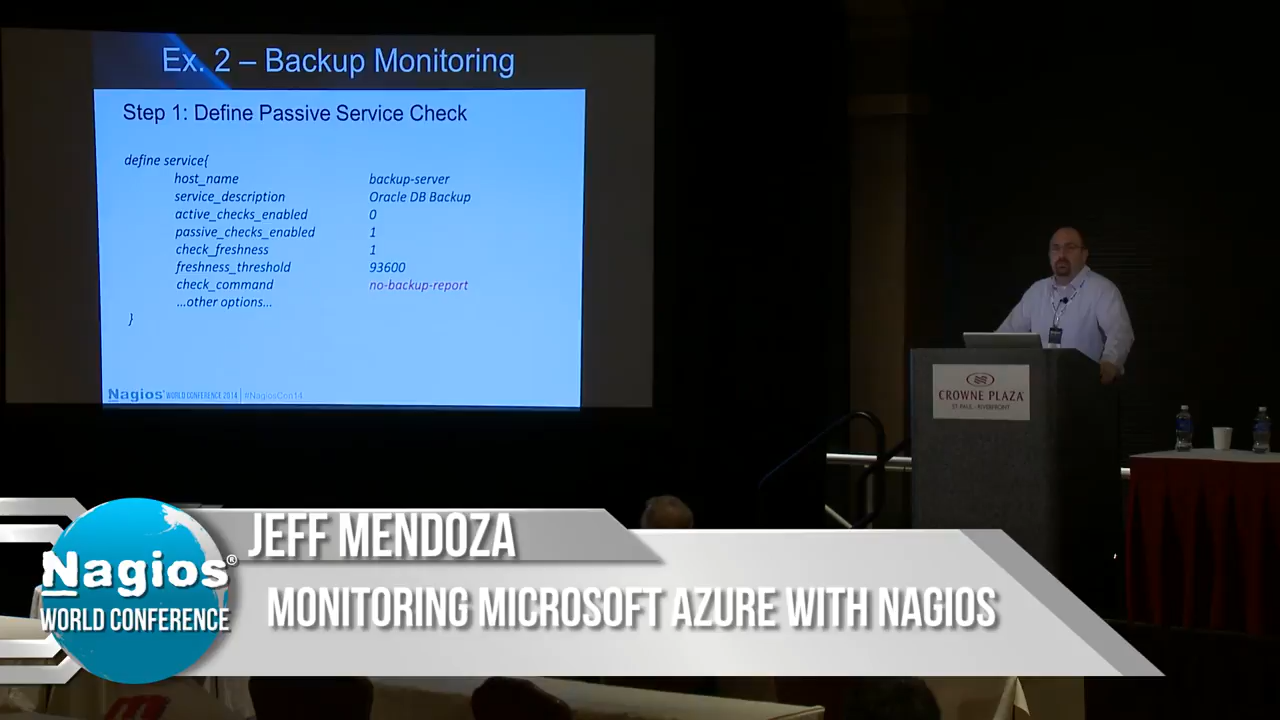 Ex. 2 – Backup Monitoring
Step 1: Define Passive Service Check
define service{
host_name backup-server
service_description Oracle DB Backup
active_checks_enabled 0
passive_checks_enabled 1
check_freshness 1
freshness_threshold 93600
check_command no-backup-report
...other options...
}
Nagios® WORLD CONFERENCE 2014 | #NagiosCon14
CROWNE PLAZA
ST. PAUL - RIVERFRONT
JEFF MENDOZA
Nagios®
WORLD CONFERENCE
MONITORING MICROSOFT AZURE WITH NAGIOS